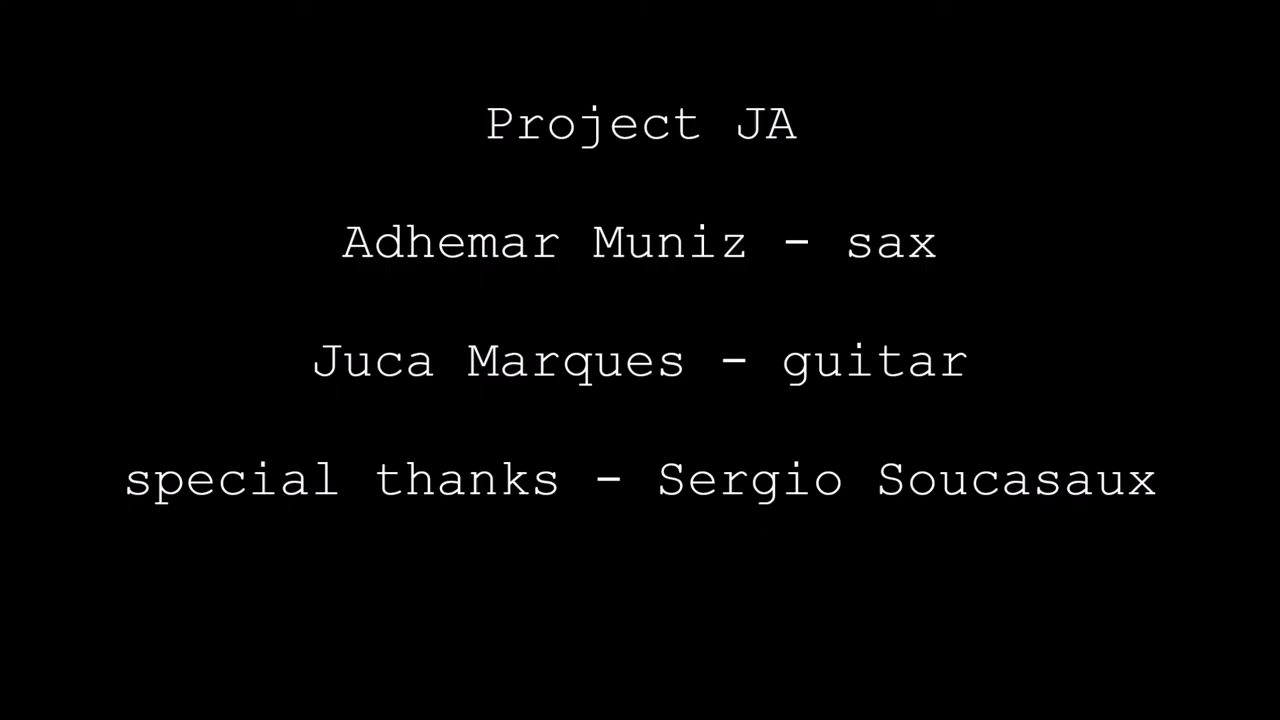 Project JA
Adhemar Muniz - sax
Juca Marques - guitar
special thanks - Sergio Soucasaux